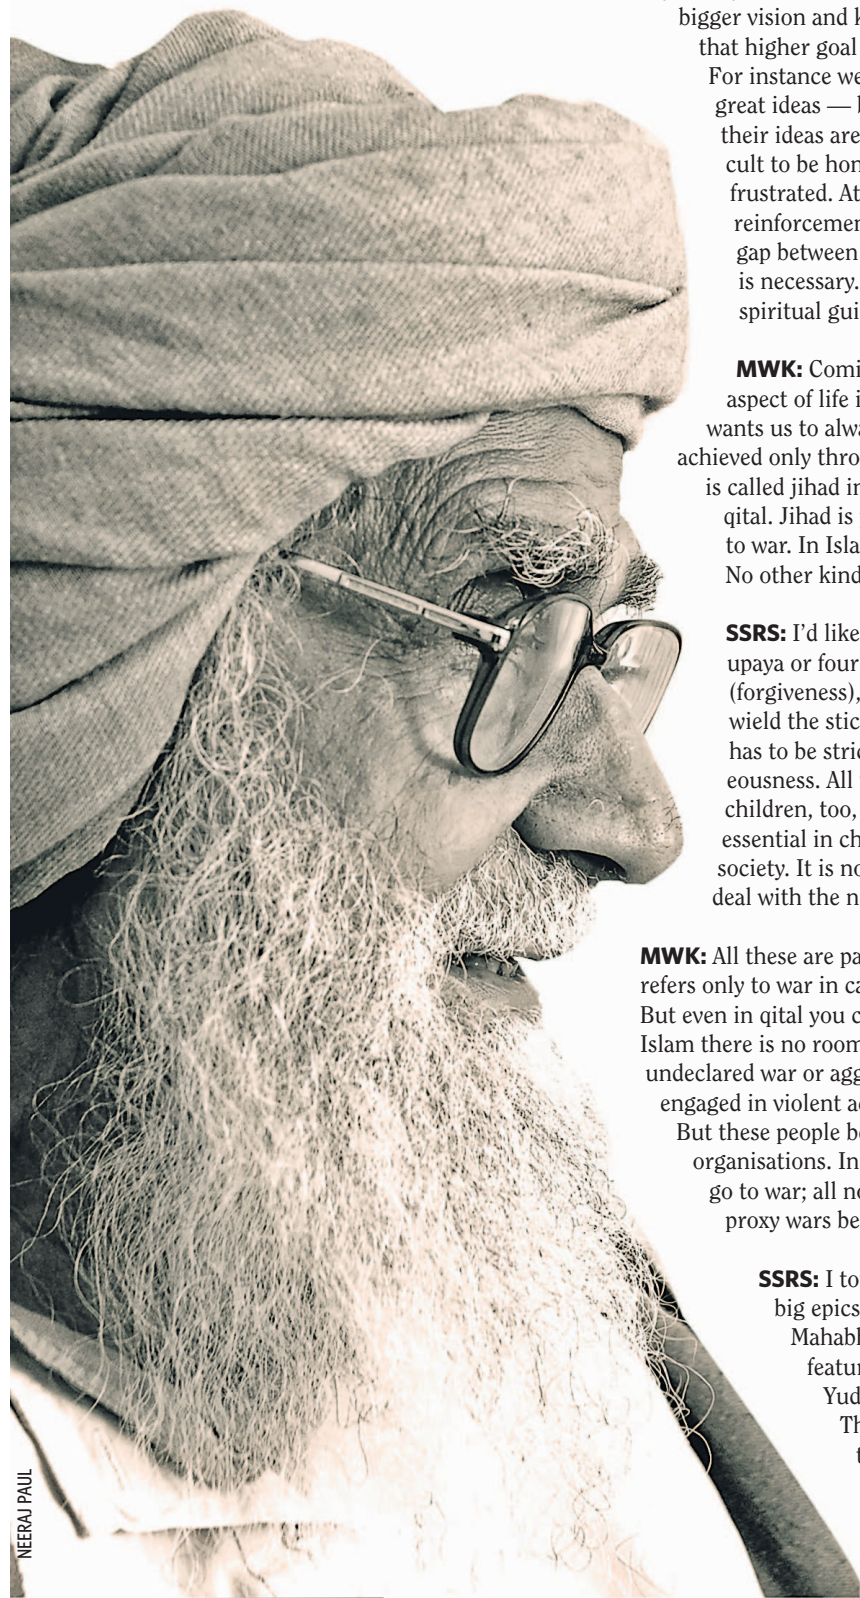 bigger vision and k
that higher goal
For instance we
great ideas — b
their ideas are
cult to be hon
frustrated. At
reinforcemen
gap between
is necessary.
spiritual gui
MWK: Comi
aspect of life i
wants us to alwa
achieved only thro
is called jihad in
qital. Jihad is
to war. In Isla
No other kind
SSRS: I'd like
upaya or four
(forgiveness),
wield the stic
has to be stric
eousness. All
children, too,
essential in ch
society. It is no
deal with the n
MWK: All these are pa
refers only to war in ca
But even in qital you c
Islam there is no room
undeclared war or agg
engaged in violent a
But these people be
organisations. In
go to war; all no
proxy wars be
SSRS: I to
big epics
Mahabl
featur
Yud
Th
t
NEERAJ PAUL